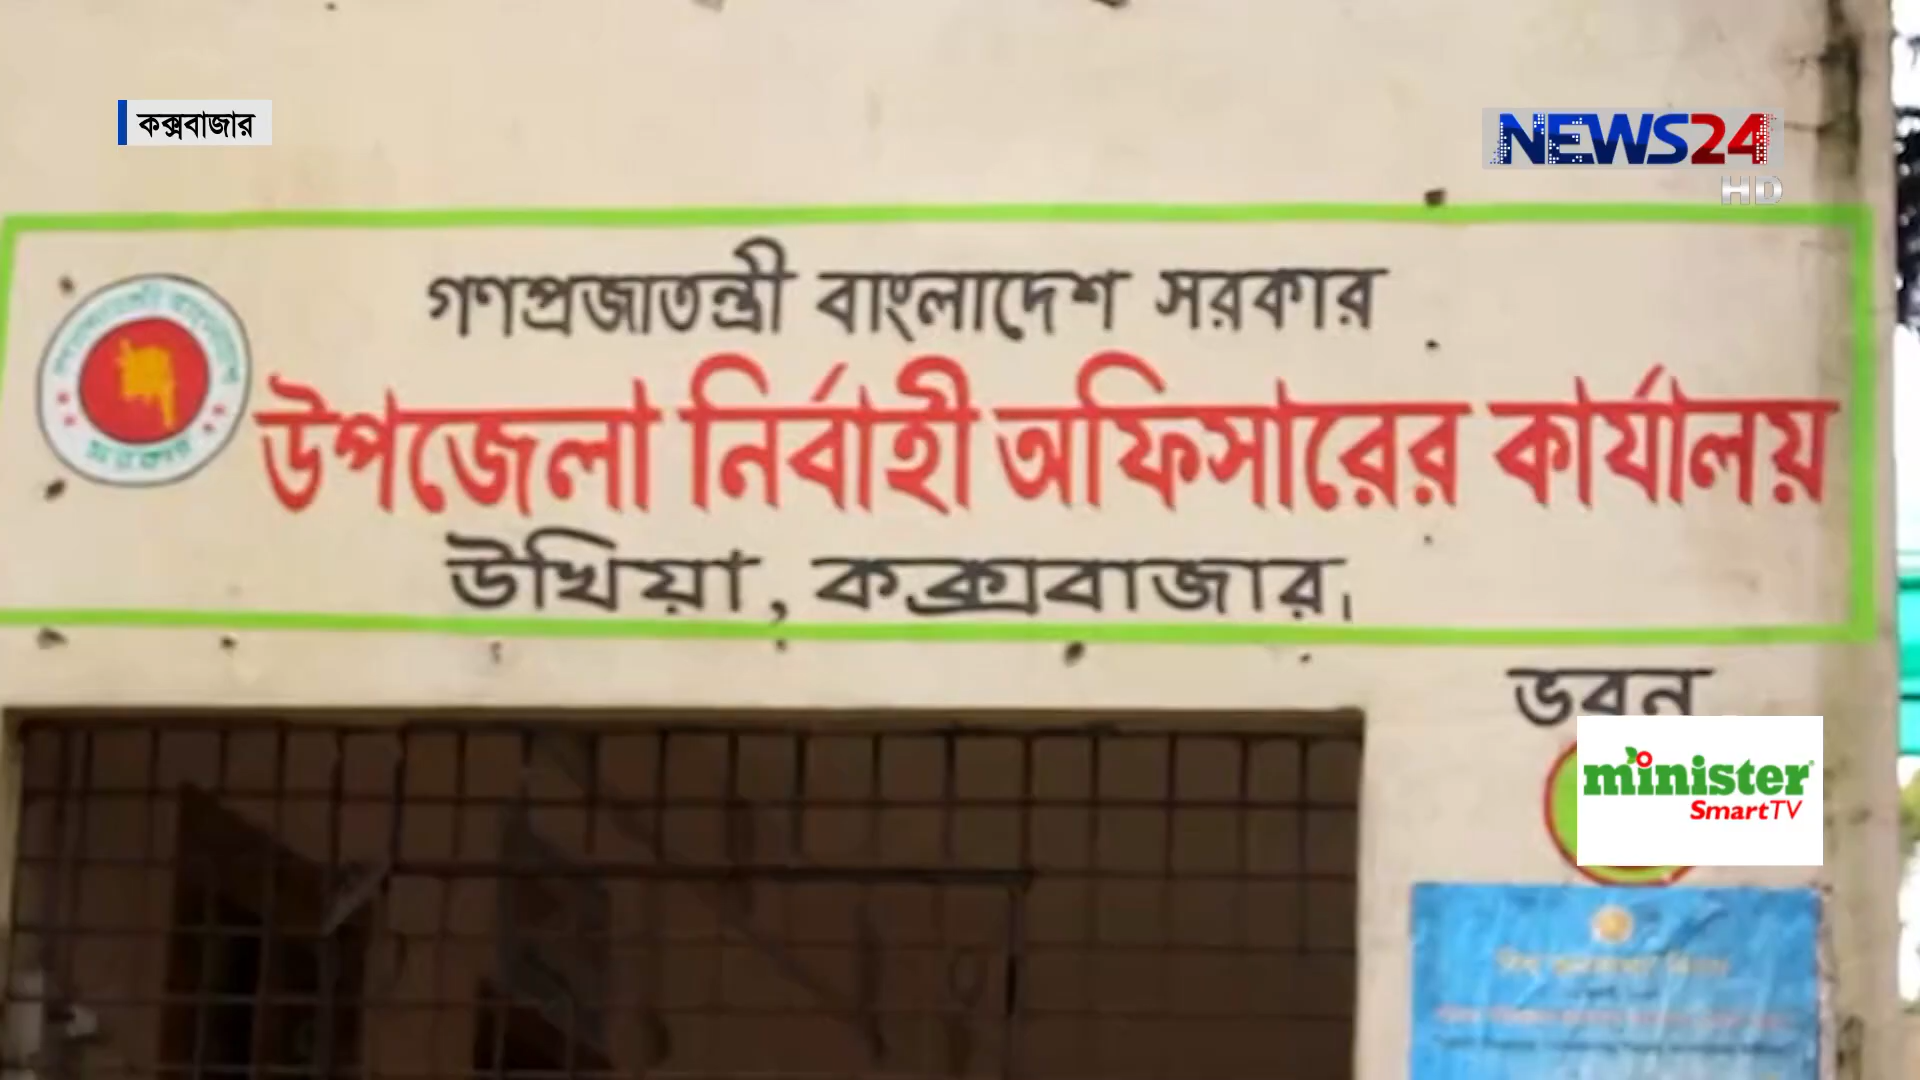 কক্সবাজার
NEWS24
HD
গণপ্রজাতন্ত্রী বাংলাদেশ সরকার
উপজেলা নির্বাহী অফিসারের কার্যালয়
উখিয়া, কক্সবাজার।
ভবন
minister
SmartTV